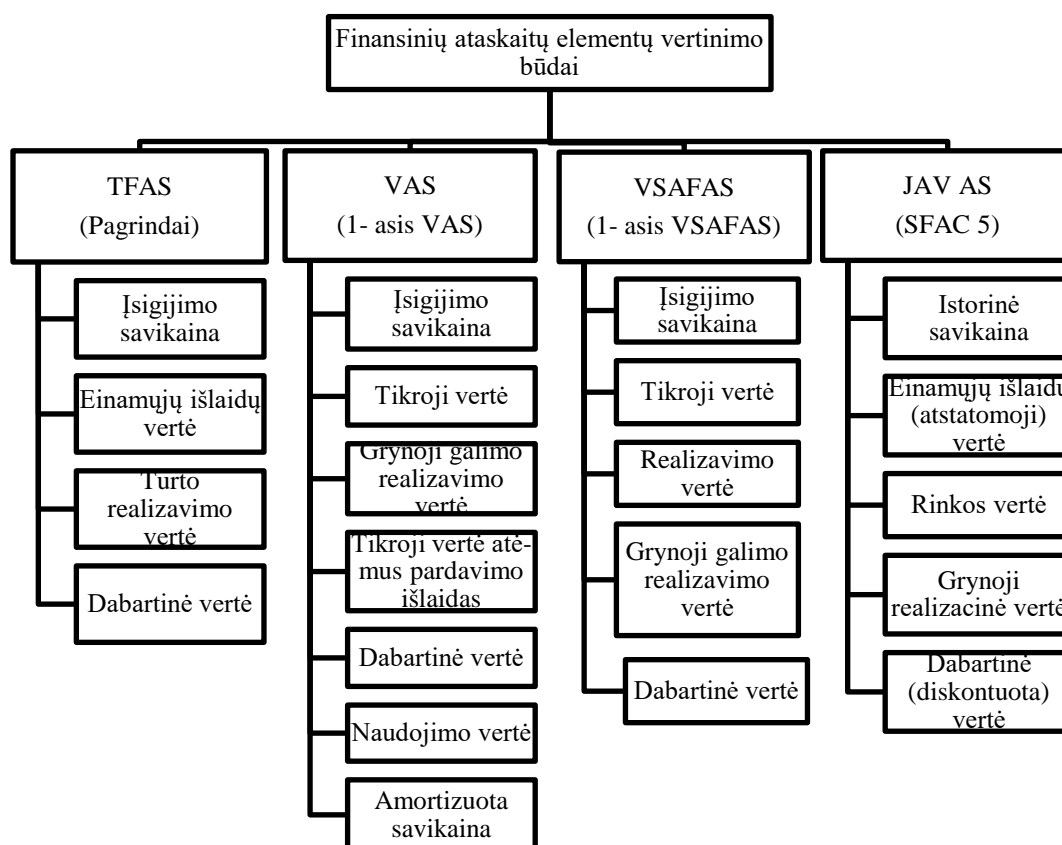 Finansinių ataskaitų elementų vertinimo
būdai
TFAS
(Pagrindai)
Įsigijimo
savikaina
Einamųjų išlaidų
vertė
Turto
realizavimo
vertė
Dabartinė vertė
VAS
(1- asis VAS)
Įsigijimo
savikaina
Tikroji vertė
Grynoji galimo
realizavimo
vertė
Tikroji vertė atė-
mus pardavimo
išlaidas
Dabartinė vertė
Naudojimo vertė
Amortizuota
savikaina
VSAFAS
(1- asis VSAFAS)
Įsigijimo
savikaina
Tikroji vertė
Realizavimo
vertė
Grynoji galimo
realizavimo
vertė
Dabartinė vertė
JAV AS
(SFAC 5)
Istorinė
savikaina
Einamųjų išlaidų
(atstatomoji)
vertė
Rinkos vertė
Grynoji
realizacinė vertė
Dabartinė
(diskontuota)
vertė